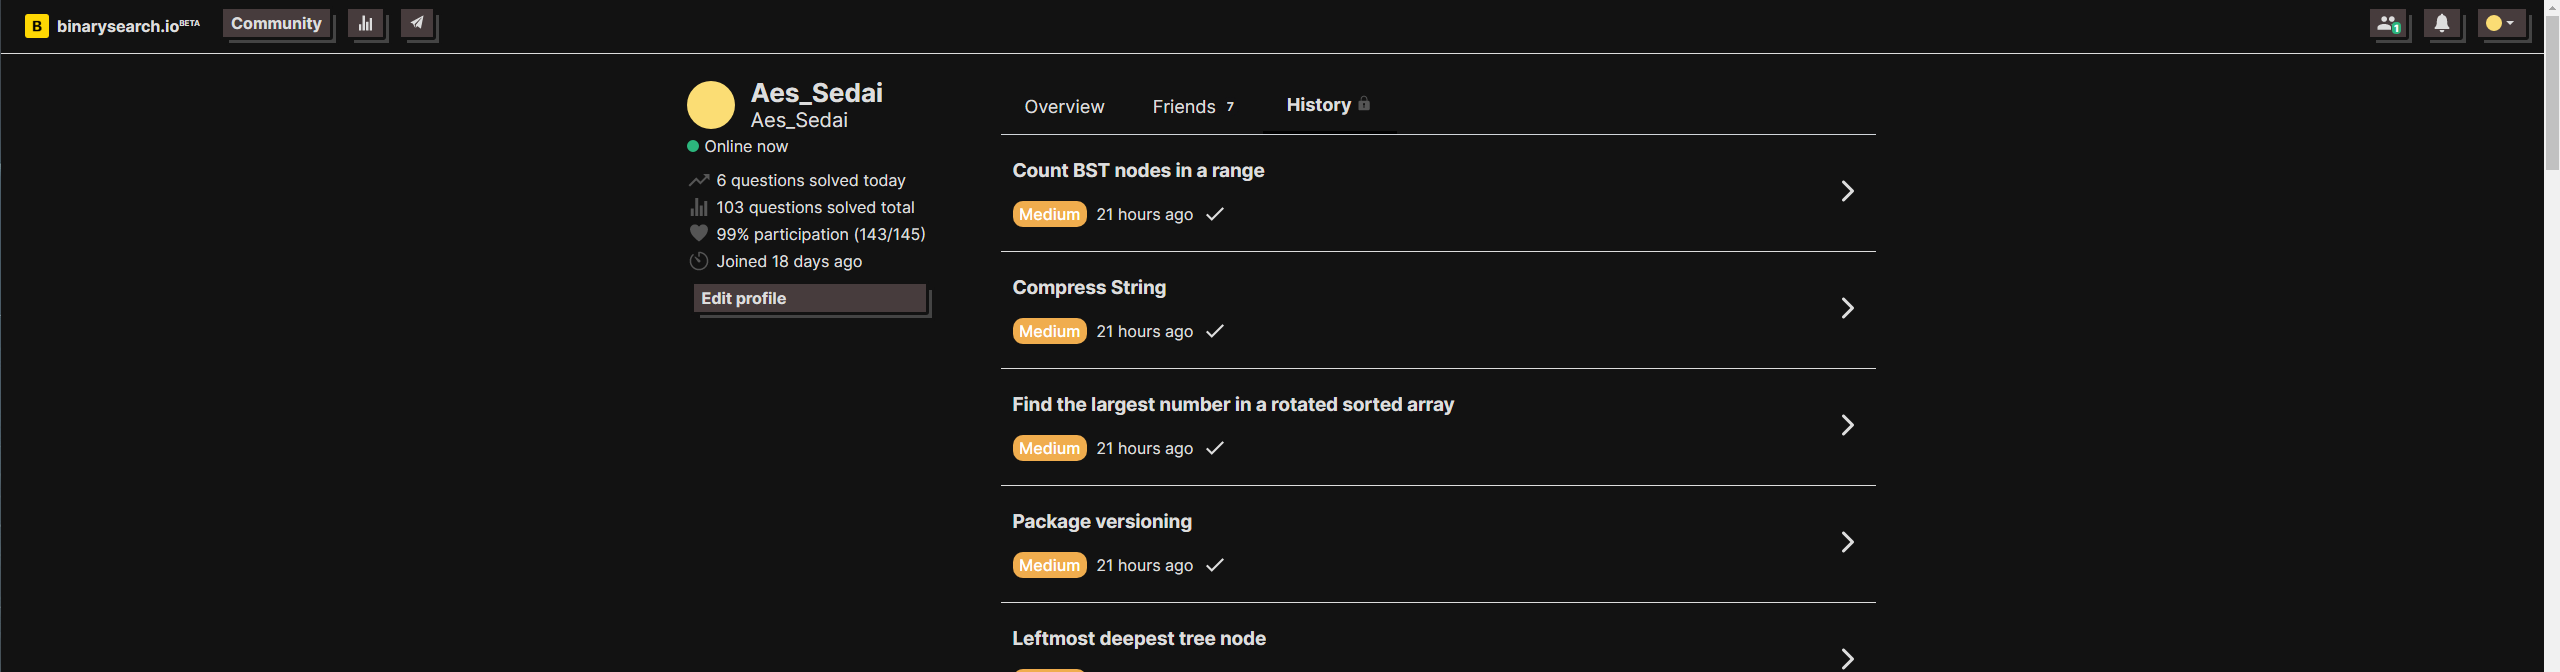 B binarysearch.ioBETA Community
1
Aes_Sedai
Aes_Sedai
Online now
6 questions solved today
103 questions solved total
99% participation (143/145)
Joined 18 days ago
Edit profile
Overview Friends 7 History
Count BST nodes in a range
Medium 21 hours ago
Compress String
Medium 21 hours ago
Find the largest number in a rotated sorted array
Medium 21 hours ago
Package versioning
Medium 21 hours ago
Leftmost deepest tree node